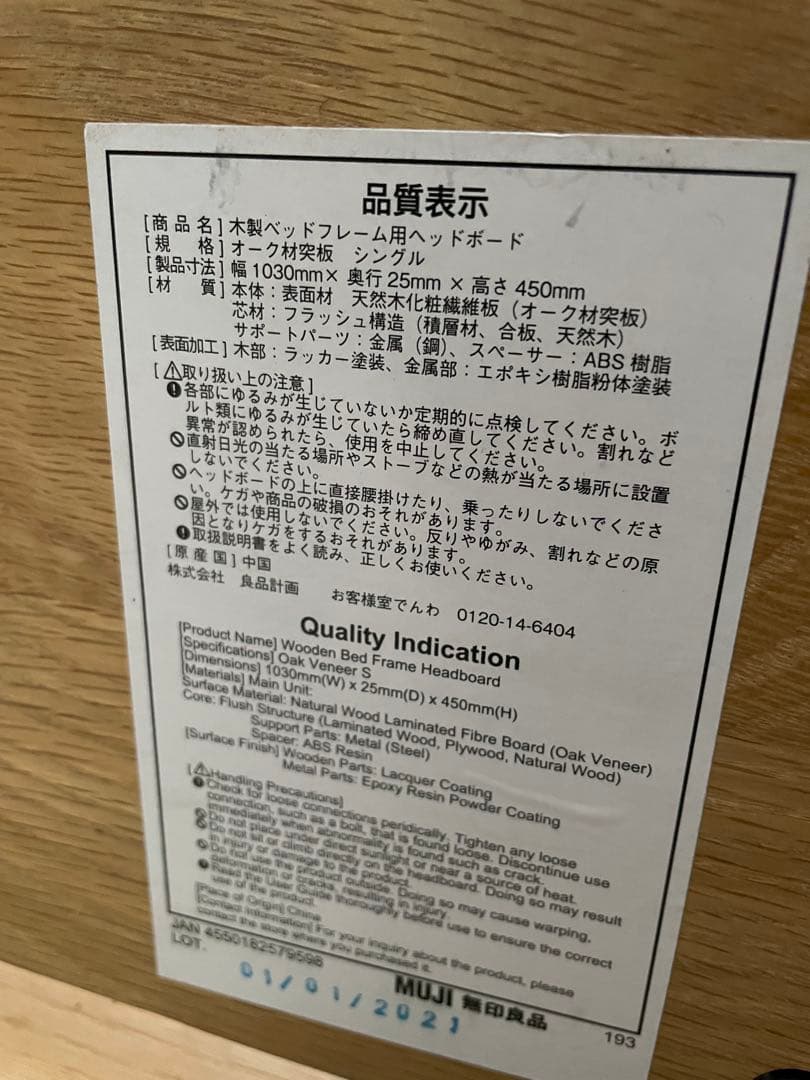 品質表示
[商品名] 木製ベッドフレーム用ヘッドボード
[規 格] オーク材突板 シングル
[製品寸法] 幅1030mm× 奥行25mm × 高さ450mm
[材 質] 本体：表面材 天然木化粧繊維板（オーク材突板）
芯材：フラッシュ構造（積層材、合板、天然木）
サポートパーツ：金属（鋼）、スペーサー：ABS樹脂
[表面加工] 木部：ラッカー塗装、金属部：エポキシ樹脂粉体塗装
[⚠取り扱い上の注意]
各部にゆるみが生じていないか定期的に点検してください。ボ
ルト類にゆるみが生じていたら締め直してください。割れなど
異常が認められたら、使用を中止してください。
直射日光の当たる場所やストーブなどの熱が当たる場所に設置
しないでください。
ヘッドボードの上に直接腰掛けたり、乗ったりしないでくださ
い。ケガや商品の破損のおそれがあります。
屋外では使用しないでください。反りやゆがみ、割れなどの原
因となりケガをするおそれがあります。
取扱説明書をよく読み、正しくお使いください。
[原産国] 中国
株式会社 良品計画 お客様室でんわ 0120-14-6404
Quality Indication
[Product Name] Wooden Bed Frame Headboard
[Specifications] Oak Veneer S
[Dimensions] 1030mm(W) x 25mm(D) x 450mm(H)
[Materials] Main Unit:
Surface Material: Natural Wood Laminated Fibre Board (Oak Veneer)
Core: Flush Structure (Laminated Wood, Plywood, Natural Wood)
Support Parts: Metal (Steel)
Spacer: ABS Resin
[Surface Finish] Wooden Parts: Lacquer Coating
Metal Parts: Epoxy Resin Powder Coating
[⚠Handling Precautions]
Check for loose connections peridically. Tighten any loose
connection, such as a bolt, that is found loose. Discontinue use
immediately when abnormality is found such as crack.
Do not place under direct sunlight or near a source of heat.
Do not sit or climb directly on the headboard. Doing so may result
in injury or damage to the product.
Do not use the product outside. Doing so may cause warping,
deformation or cracks, resulting in injury.
Read the User Guide thoroughly before use to ensure the correct
use of the product.
[Place of Origin] China
[Contact Information] For your inquiry about the product, please
contact the store where you purchased it.
JAN 4550182579598
LOT.
01/01/2021
MUJI 無印良品
193